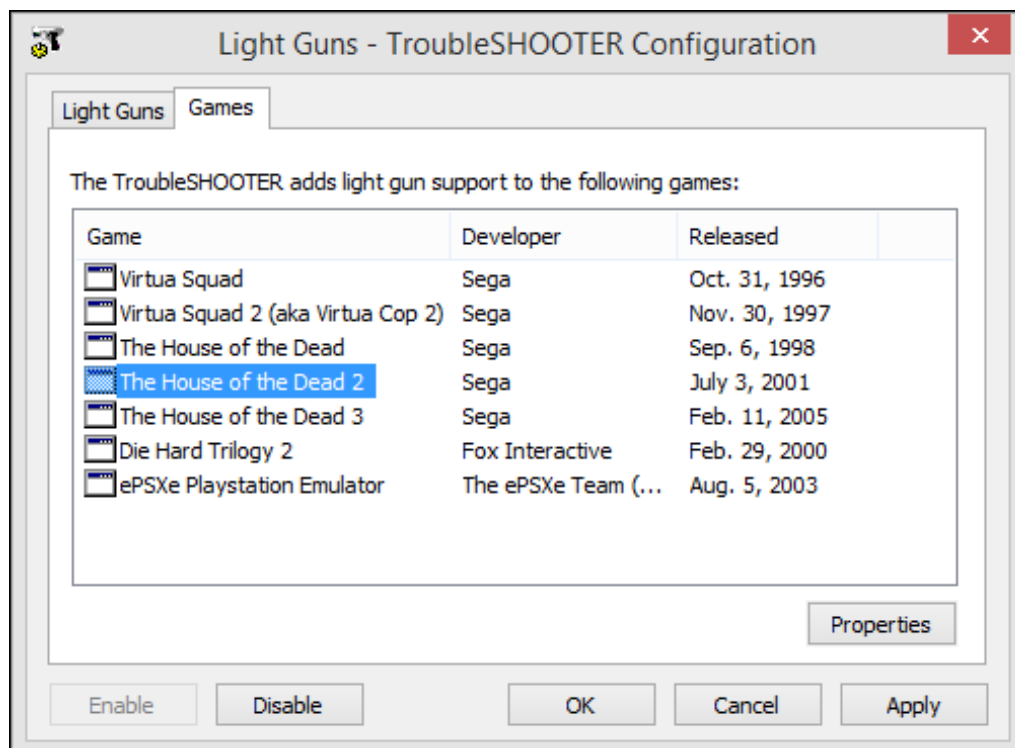 Light Guns - TroubleSHOOTER Configuration
Light Guns Games
The TroubleSHOOTER adds light gun support to the following games:
Game Developer Released
Virtua Squad Sega Oct. 31, 1996
Virtua Squad 2 (aka Virtua Cop 2) Sega Nov. 30, 1997
The House of the Dead Sega Sep. 6, 1998
The House of the Dead 2 Sega July 3, 2001
The House of the Dead 3 Sega Feb. 11, 2005
Die Hard Trilogy 2 Fox Interactive Feb. 29, 2000
ePSXe Playstation Emulator The ePSXe Team (... Aug. 5, 2003
Properties
Enable Disable OK Cancel Apply